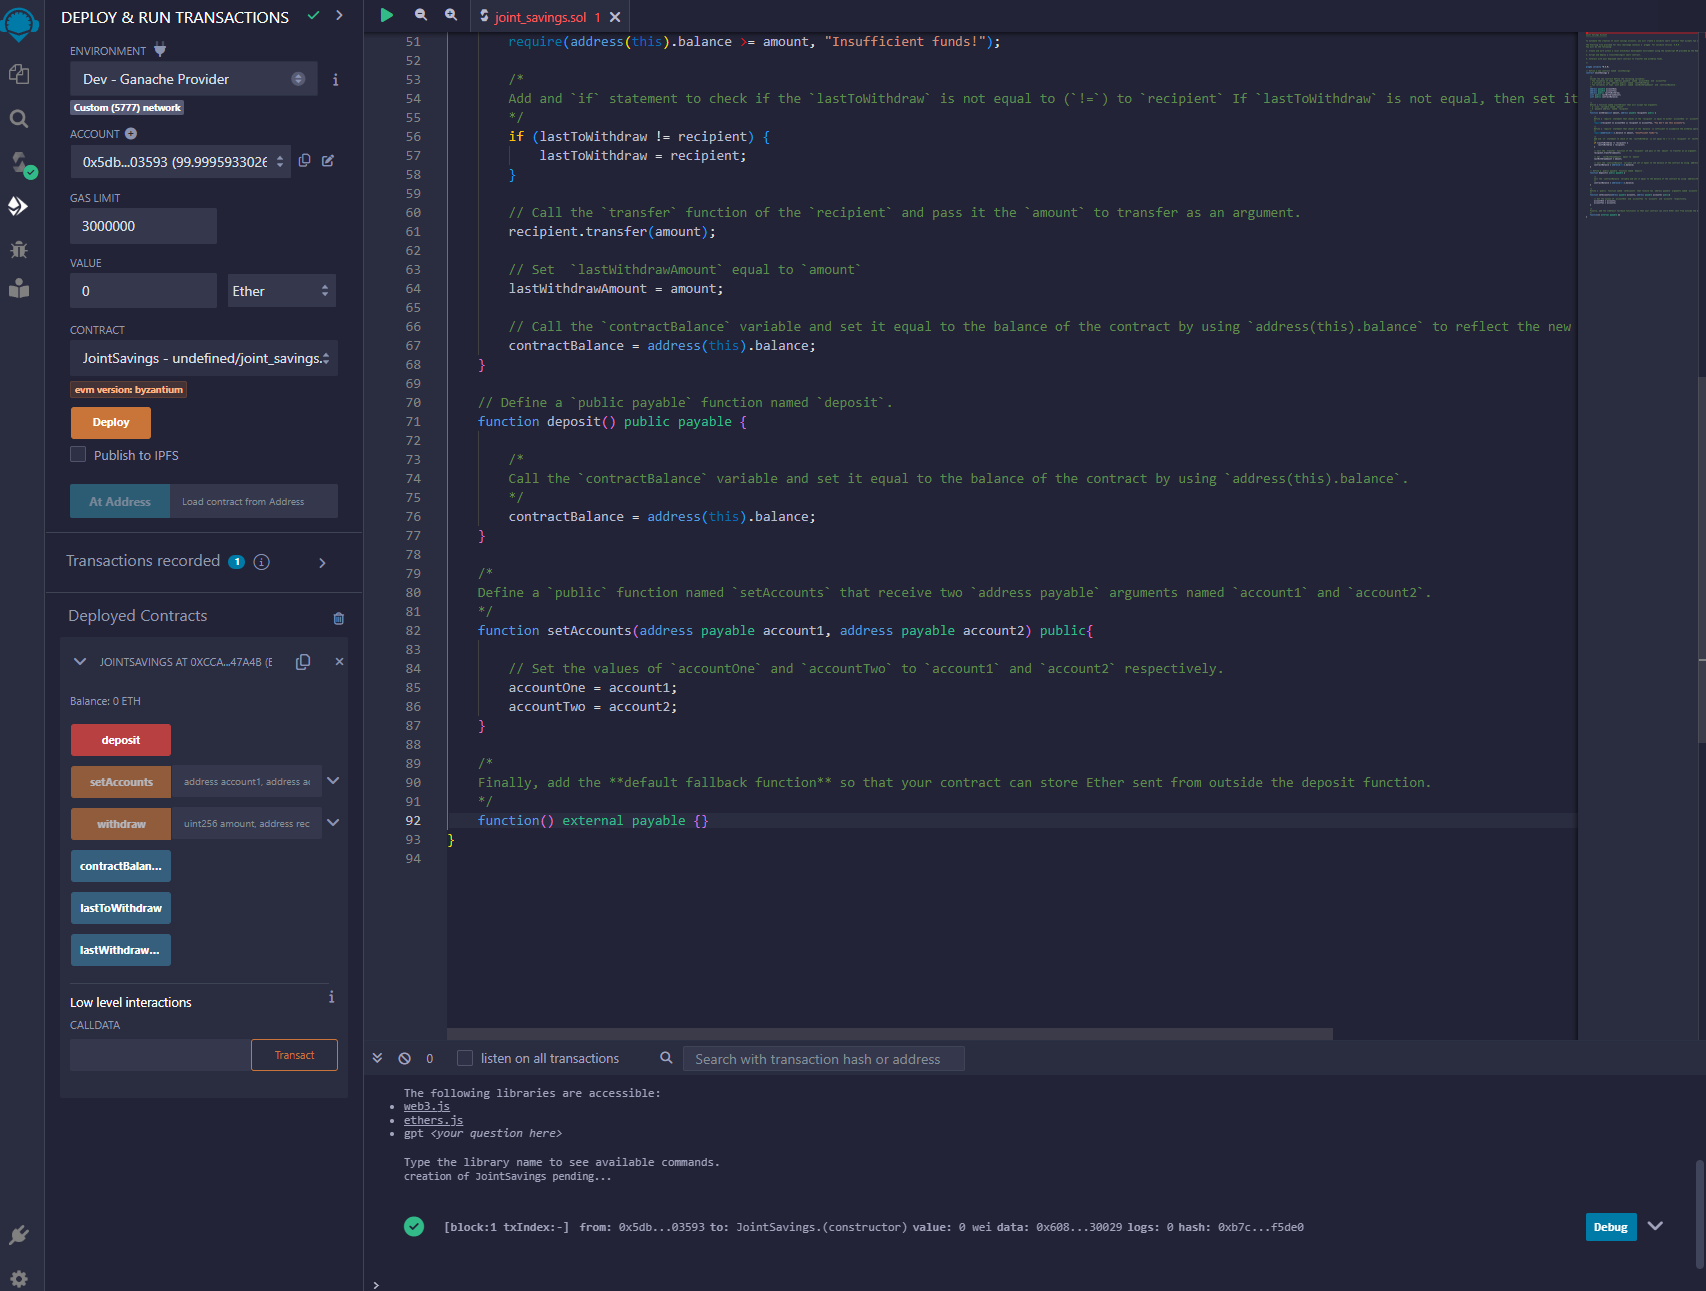 DEPLOY & RUN TRANSACTIONS
ENVIRONMENT
Dev - Ganache Provider
Custom (5777) network
ACCOUNT
0x5db...03593 (99.9995933026
GAS LIMIT
3000000
VALUE
0
Ether
CONTRACT
JointSavings - undefined/joint_savings.
evm version: byzantium
Deploy
Publish to IPFS
At Address
Load contract from Address
Transactions recorded 1
Deployed Contracts
JOINTSAVINGS AT 0XCCA...47A4B (
Balance: 0 ETH
deposit
setAccounts
address account1, address a
withdraw
uint256 amount, address rec
contractBalan...
lastToWithdraw
lastWithdraw...
Low level interactions
CALLDATA
Transact
joint_savings.sol 1
51 require(address(this).balance >= amount, "Insufficient funds!");
52
53 /*
54 Add and `if` statement to check if the `lastToWithdraw` is not equal to (`!=`) to `recipient` If `lastToWithdraw` is not equal, then set it
55 */
56 if (lastToWithdraw != recipient) {
57 lastToWithdraw = recipient;
58 }
59
60 // Call the `transfer` function of the `recipient` and pass it the `amount` to transfer as an argument.
61 recipient.transfer(amount);
62
63 // Set  `lastWithdrawAmount` equal to `amount`
64 lastWithdrawAmount = amount;
65
66 // Call the `contractBalance` variable and set it equal to the balance of the contract by using `address(this).balance` to reflect the new
67 contractBalance = address(this).balance;
68 }
69
70 // Define a `public payable` function named `deposit`.
71 function deposit() public payable {
72
73 /*
74 Call the `contractBalance` variable and set it equal to the balance of the contract by using `address(this).balance`.
75 */
76 contractBalance = address(this).balance;
77 }
78
79 /*
80 Define a `public` function named `setAccounts` that receive two `address payable` arguments named `account1` and `account2`.
81 */
82 function setAccounts(address payable account1, address payable account2) public{
83
84 // Set the values of `accountOne` and `accountTwo` to `account1` and `account2` respectively.
85 accountOne = account1;
86 accountTwo = account2;
87 }
88
89 /*
90 Finally, add the **default fallback function** so that your contract can store Ether sent from outside the deposit function.
91 */
92 function() external payable {}
93 }
94
0
listen on all transactions
Search with transaction hash or address
The following libraries are accessible:
• web3.js
• ethers.js
• gpt <your question here>
Type the library name to see available commands.
creation of JointSavings pending...
[block:1 txIndex:-] from: 0x5db...03593 to: JointSavings.(constructor) value: 0 wei data: 0x608...30029 logs: 0 hash: 0xb7c...f5de0
Debug
>